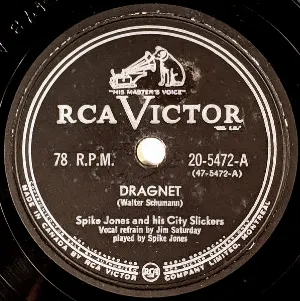 "HIS MASTER'S VOICE"
RCA VICTOR
78 R.P.M.
20-5472-A
(47-5472-A)
DRAGNET
(Walter Schumann)
Spike Jones and his City Slickers
Vocal refrain by Jim Saturday
played by Spike Jones
MADE IN CANADA BY RCA VICTOR COMPANY LIMITED, MONTREAL
RCA